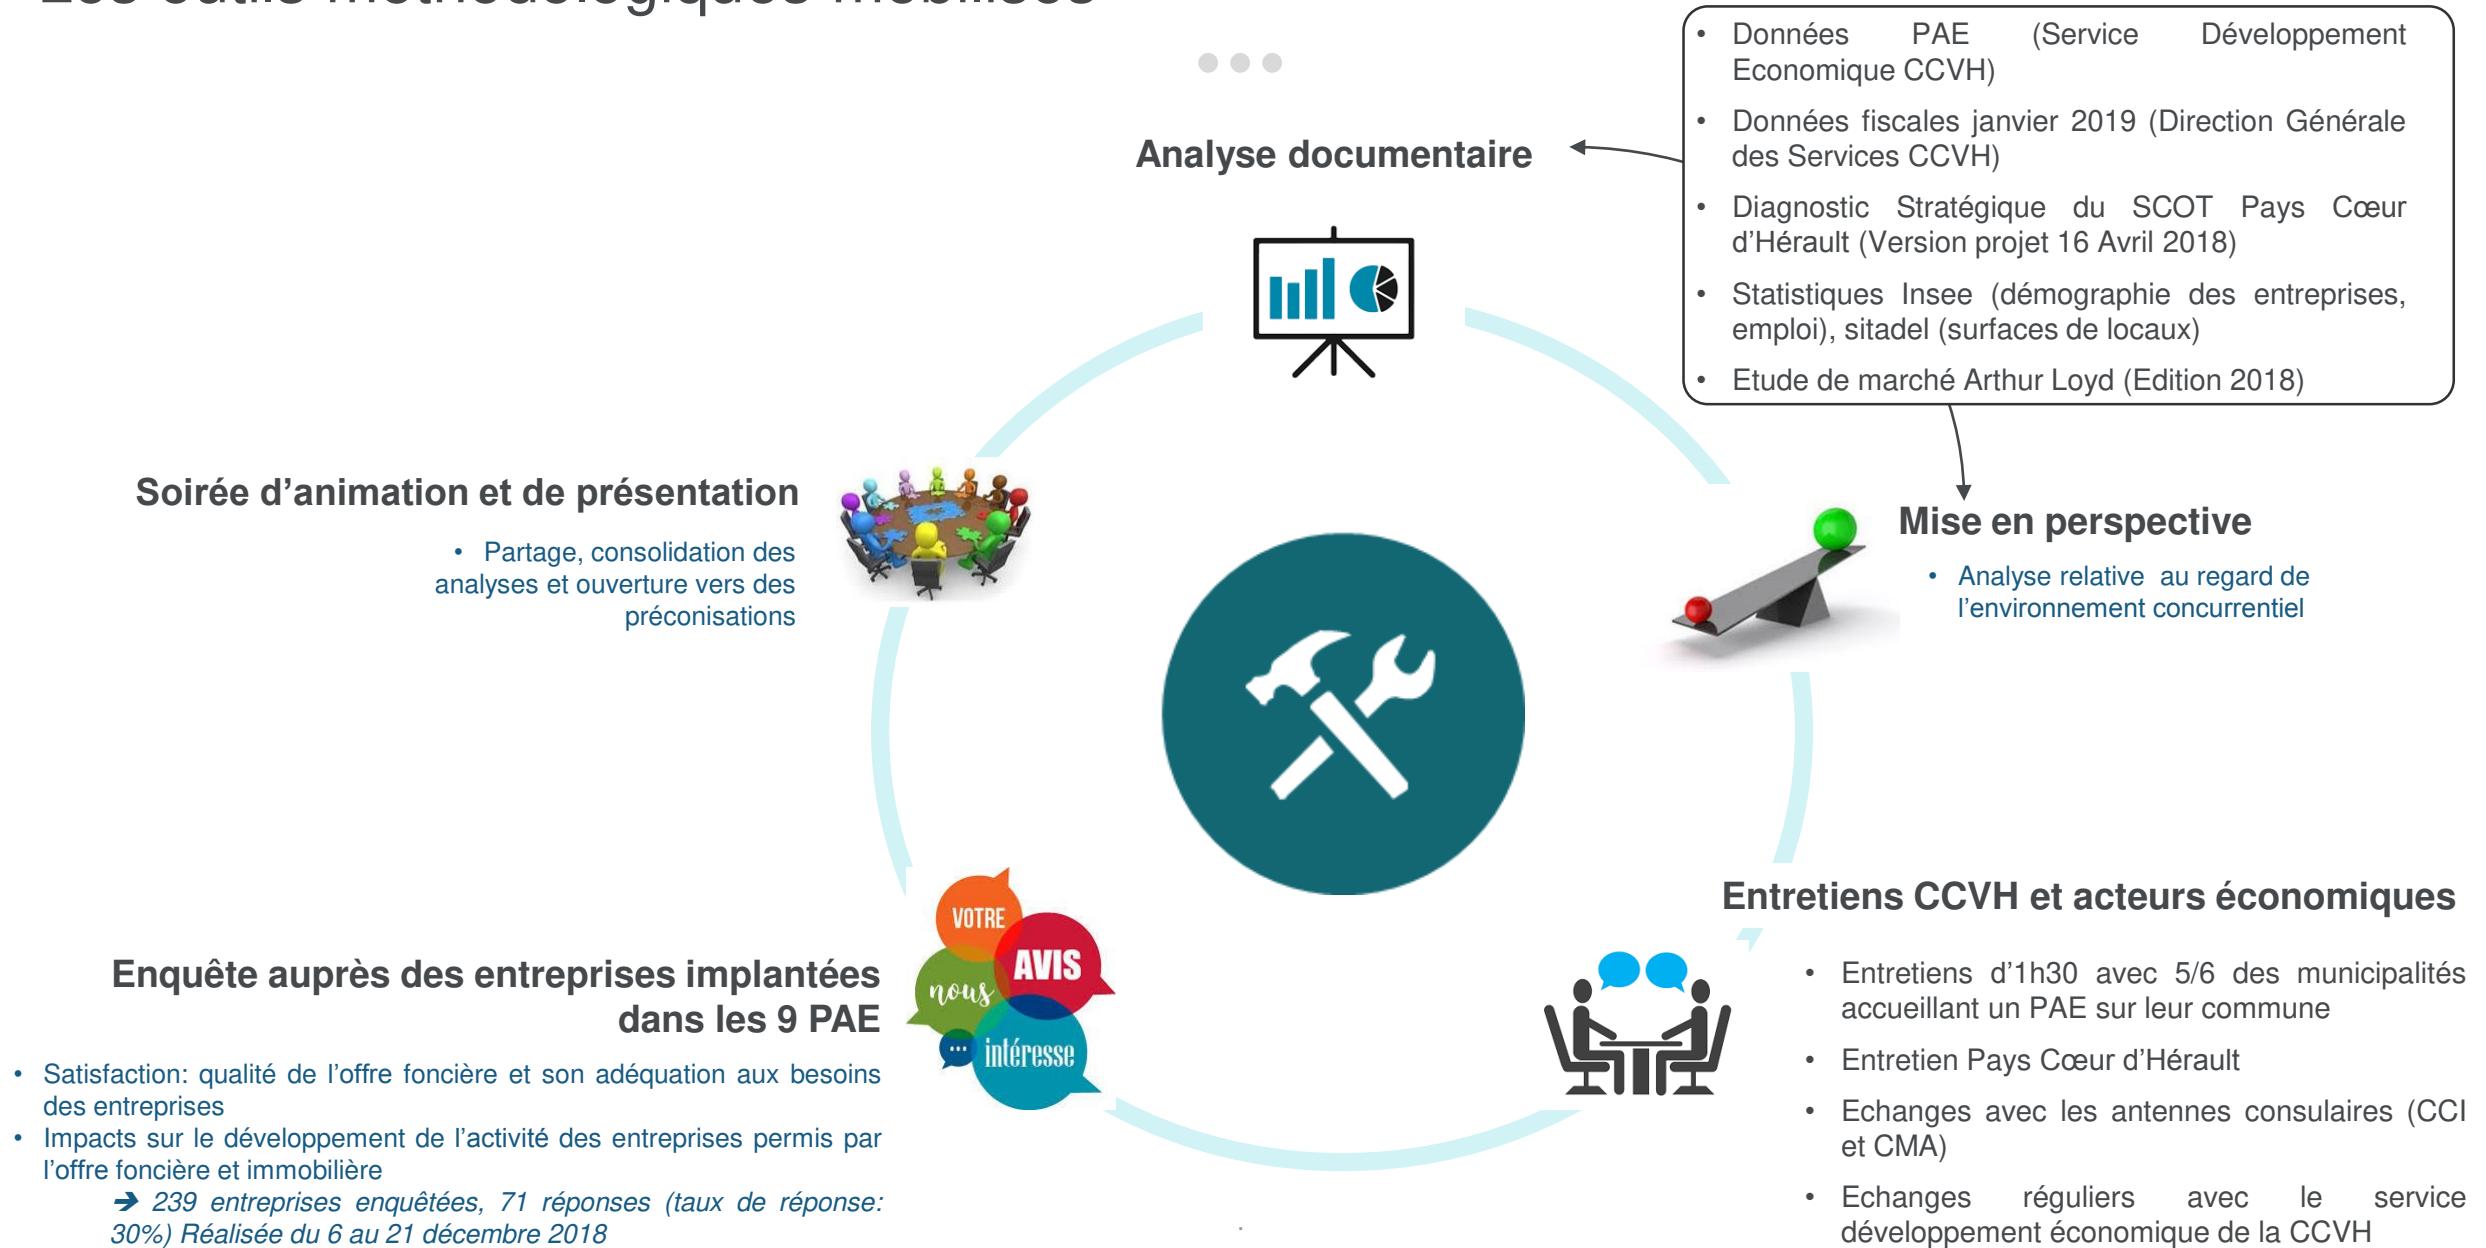 Les outils méthodologiques mobilisés
• Données PAE (Service Développement
Economique CCVH)
• Données fiscales janvier 2019 (Direction Générale
des Services CCVH)
• Diagnostic Stratégique du SCOT Pays Cœur
d’Hérault (Version projet 16 Avril 2018)
• Statistiques Insee (démographie des entreprises,
emploi), sitadel (surfaces de locaux)
• Etude de marché Arthur Loyd (Edition 2018)
Analyse documentaire
Soirée d’animation et de présentation
• Partage, consolidation des
analyses et ouverture vers des
préconisations
Mise en perspective
• Analyse relative au regard de
l’environnement concurrentiel
Entretiens CCVH et acteurs économiques
• Entretiens d’1h30 avec 5/6 des municipalités
accueillant un PAE sur leur commune
• Entretien Pays Cœur d’Hérault
• Echanges avec les antennes consulaires (CCI
et CMA)
• Echanges réguliers avec le service
développement économique de la CCVH
VOTRE
AVIS
nous
... intéresse
Enquête auprès des entreprises implantées
dans les 9 PAE
• Satisfaction: qualité de l’offre foncière et son adéquation aux besoins
des entreprises
• Impacts sur le développement de l’activité des entreprises permis par
l’offre foncière et immobilière
➔ 239 entreprises enquêtées, 71 réponses (taux de réponse:
30%) Réalisée du 6 au 21 décembre 2018